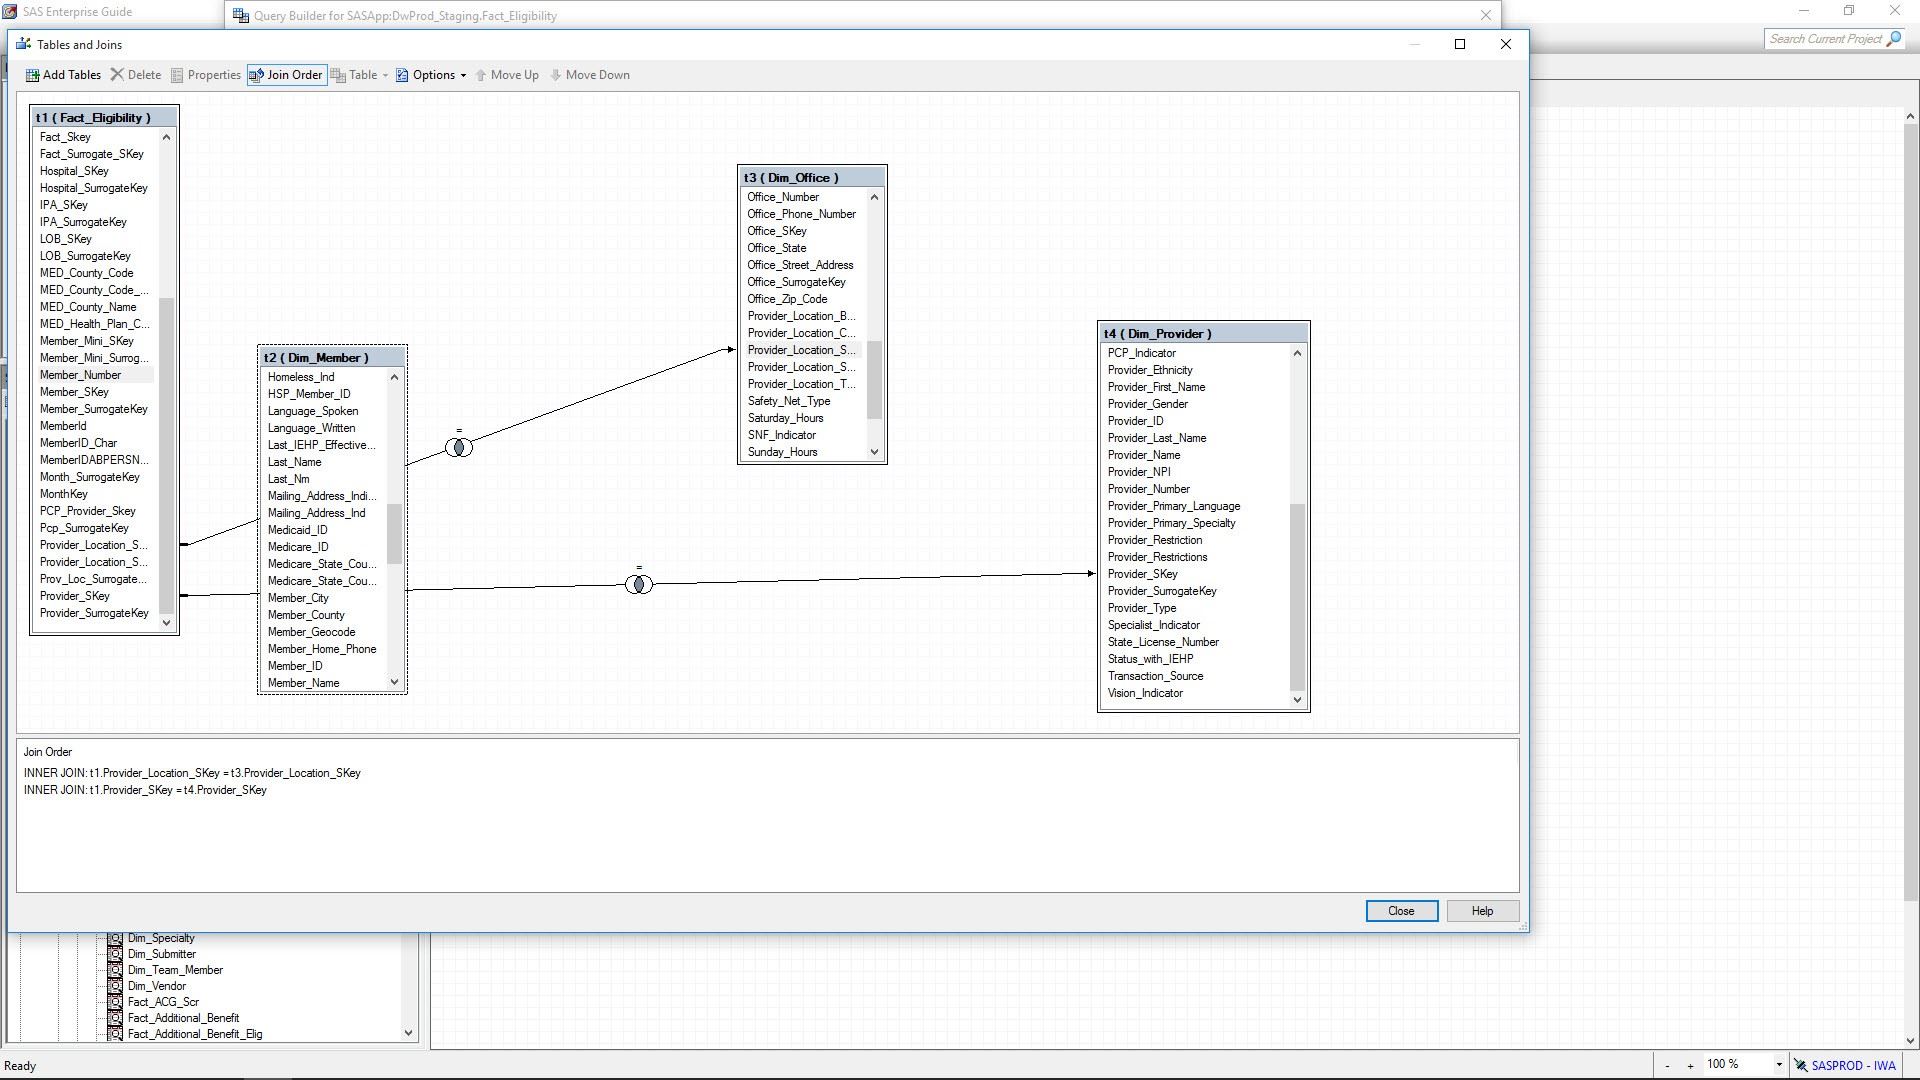 SAS Enterprise Guide
Query Builder for SASApp:DwProd_Staging.Fact_Eligibility
Tables and Joins
Search Current Project
Add Tables Delete Properties Join Order Table Options Move Up Move Down
t1 ( Fact_Eligibility )
Fact_Skey
Fact_Surrogate_SKey
Hospital_SKey
Hospital_SurrogateKey
IPA_SKey
IPA_SurrogateKey
LOB_SKey
LOB_SurrogateKey
MED_County_Code
MED_County_Code_...
MED_County_Name
MED_Health_Plan_C...
Member_Mini_SKey
Member_Mini_Surrog...
Member_Number
Member_SKey
Member_SurrogateKey
MemberId
MemberID_Char
MemberIDABPERSN...
Month_SurrogateKey
MonthKey
PCP_Provider_Skey
Pcp_SurrogateKey
Provider_Location_S...
Provider_Location_S...
Prov_Loc_Surrogate...
Provider_SKey
Provider_SurrogateKey
t2 ( Dim_Member )
Homeless_Ind
HSP_Member_ID
Language_Spoken
Language_Written
Last_IEHP_Effective...
Last_Name
Last_Nm
Mailing_Address_Indi...
Mailing_Address_Ind
Medicaid_ID
Medicare_ID
Medicare_State_Cou...
Medicare_State_Cou...
Member_City
Member_County
Member_Geocode
Member_Home_Phone
Member_ID
Member_Name
=
=
t3 ( Dim_Office )
Office_Number
Office_Phone_Number
Office_SKey
Office_State
Office_Street_Address
Office_SurrogateKey
Office_Zip_Code
Provider_Location_B...
Provider_Location_C...
Provider_Location_S...
Provider_Location_S...
Provider_Location_T...
Safety_Net_Type
Saturday_Hours
SNF_Indicator
Sunday_Hours
t4 ( Dim_Provider )
PCP_Indicator
Provider_Ethnicity
Provider_First_Name
Provider_Gender
Provider_ID
Provider_Last_Name
Provider_Name
Provider_NPI
Provider_Number
Provider_Primary_Language
Provider_Primary_Specialty
Provider_Restriction
Provider_Restrictions
Provider_SKey
Provider_SurrogateKey
Provider_Type
Specialist_Indicator
State_License_Number
Status_with_IEHP
Transaction_Source
Vision_Indicator
Join Order
INNER JOIN: t1.Provider_Location_SKey = t3.Provider_Location_SKey
INNER JOIN: t1.Provider_SKey = t4.Provider_SKey
Close Help
Dim_Specialty
Dim_Submitter
Dim_Team_Member
Dim_Vendor
Fact_ACG_Scr
Fact_Additional_Benefit
Fact_Additional_Benefit_Elig
Ready
- + 100 % SASPROD - IWA